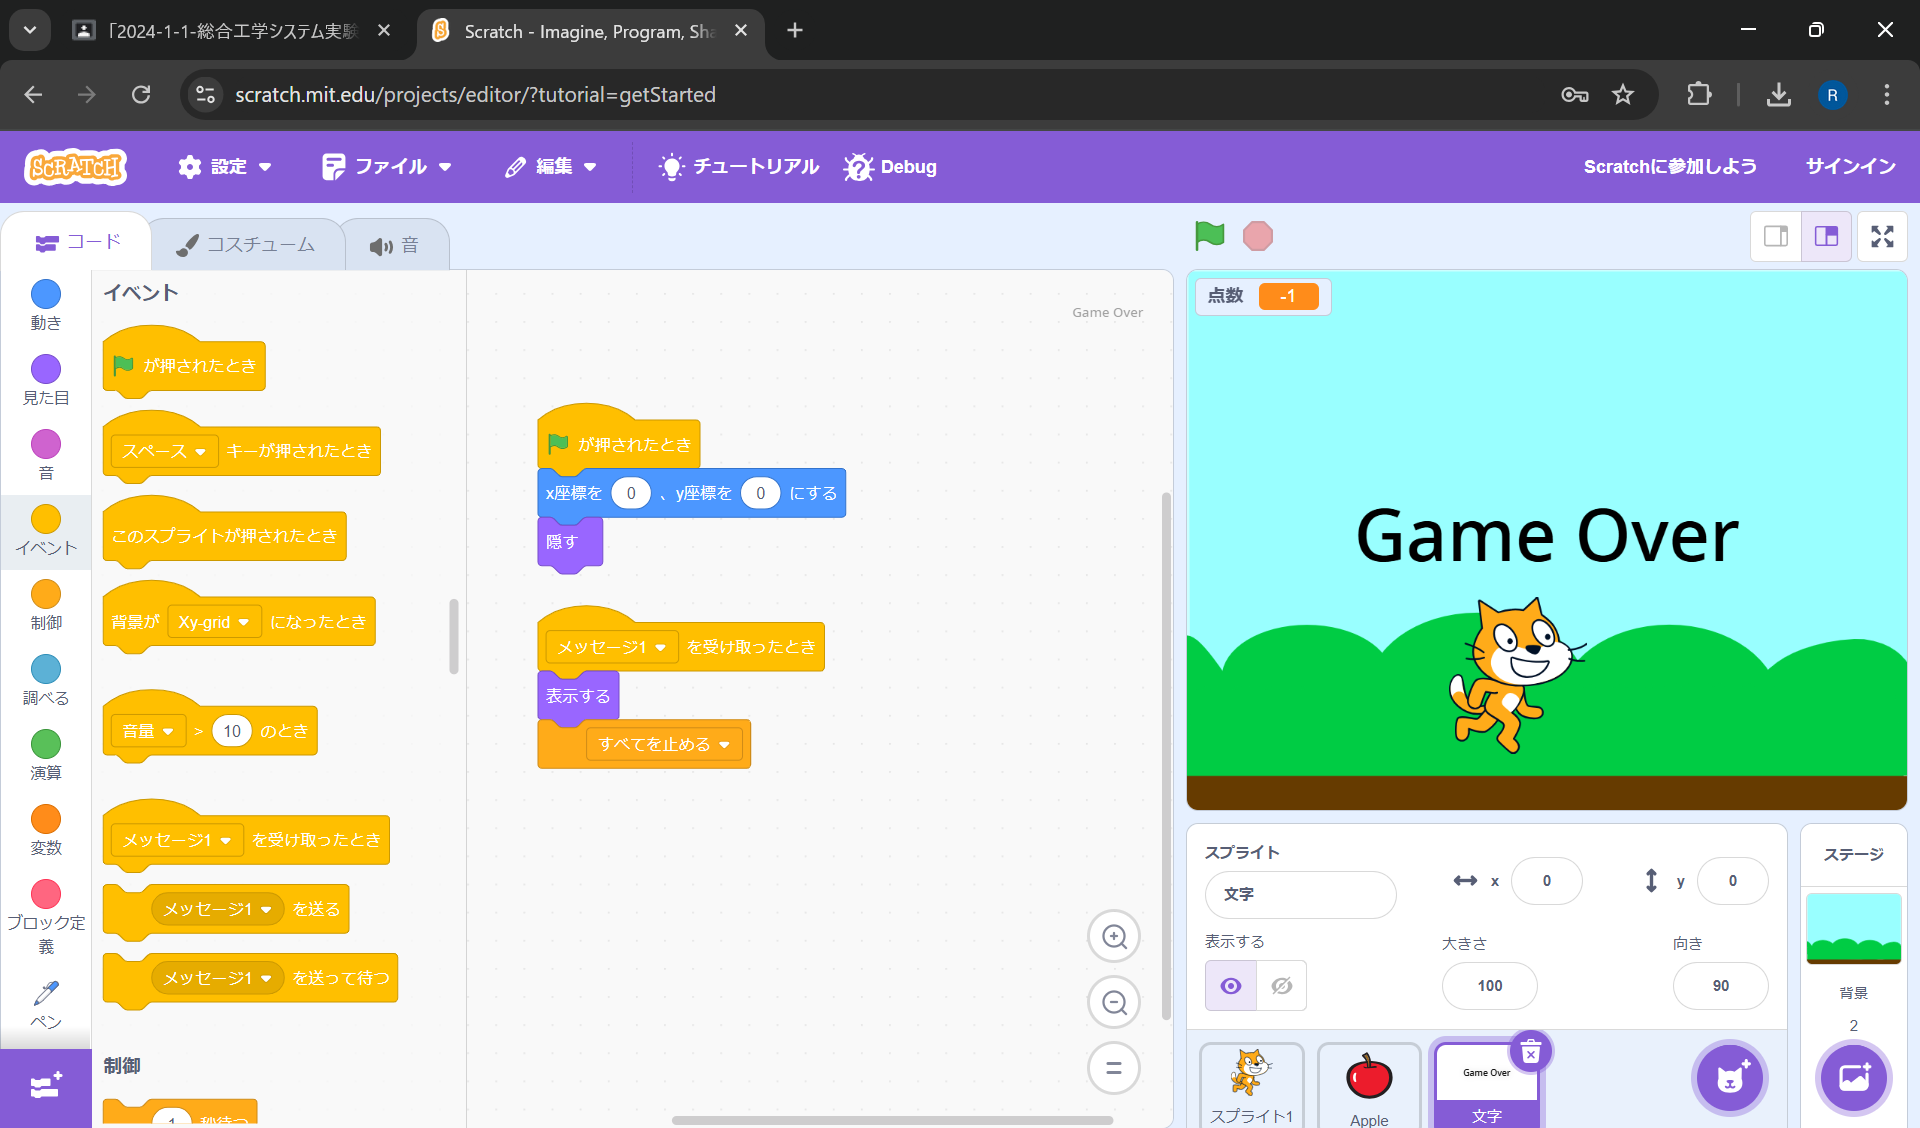 「2024-1-1-総合工学システム実験
Scratch - Imagine, Program, Sha
scratch.mit.edu/projects/editor/?tutorial=getStarted
R
SCRATCH
設定
ファイル
編集
チュートリアル
Debug
Scratchに参加しよう
サインイン
コード
コスチューム
音
動き
見た目
音
イベント
制御
調べる
演算
変数
ブロック定
義
ペン
イベント
が押されたとき
スペース キーが押されたとき
このスプライトが押されたとき
背景が Xy-grid になったとき
音量 > 10 のとき
メッセージ1 を受け取ったとき
メッセージ1 を送る
メッセージ1 を送って待つ
制御
1 秒待つ
Game Over
が押されたとき
x座標を 0 、y座標を 0 にする
隠す
メッセージ1 を受け取ったとき
表示する
すべてを止める
点数 -1
Game Over
スプライト
文字
x 0
y 0
表示する
大きさ
100
向き
90
スプライト1
Apple
Game Over
文字
ステージ
背景
2